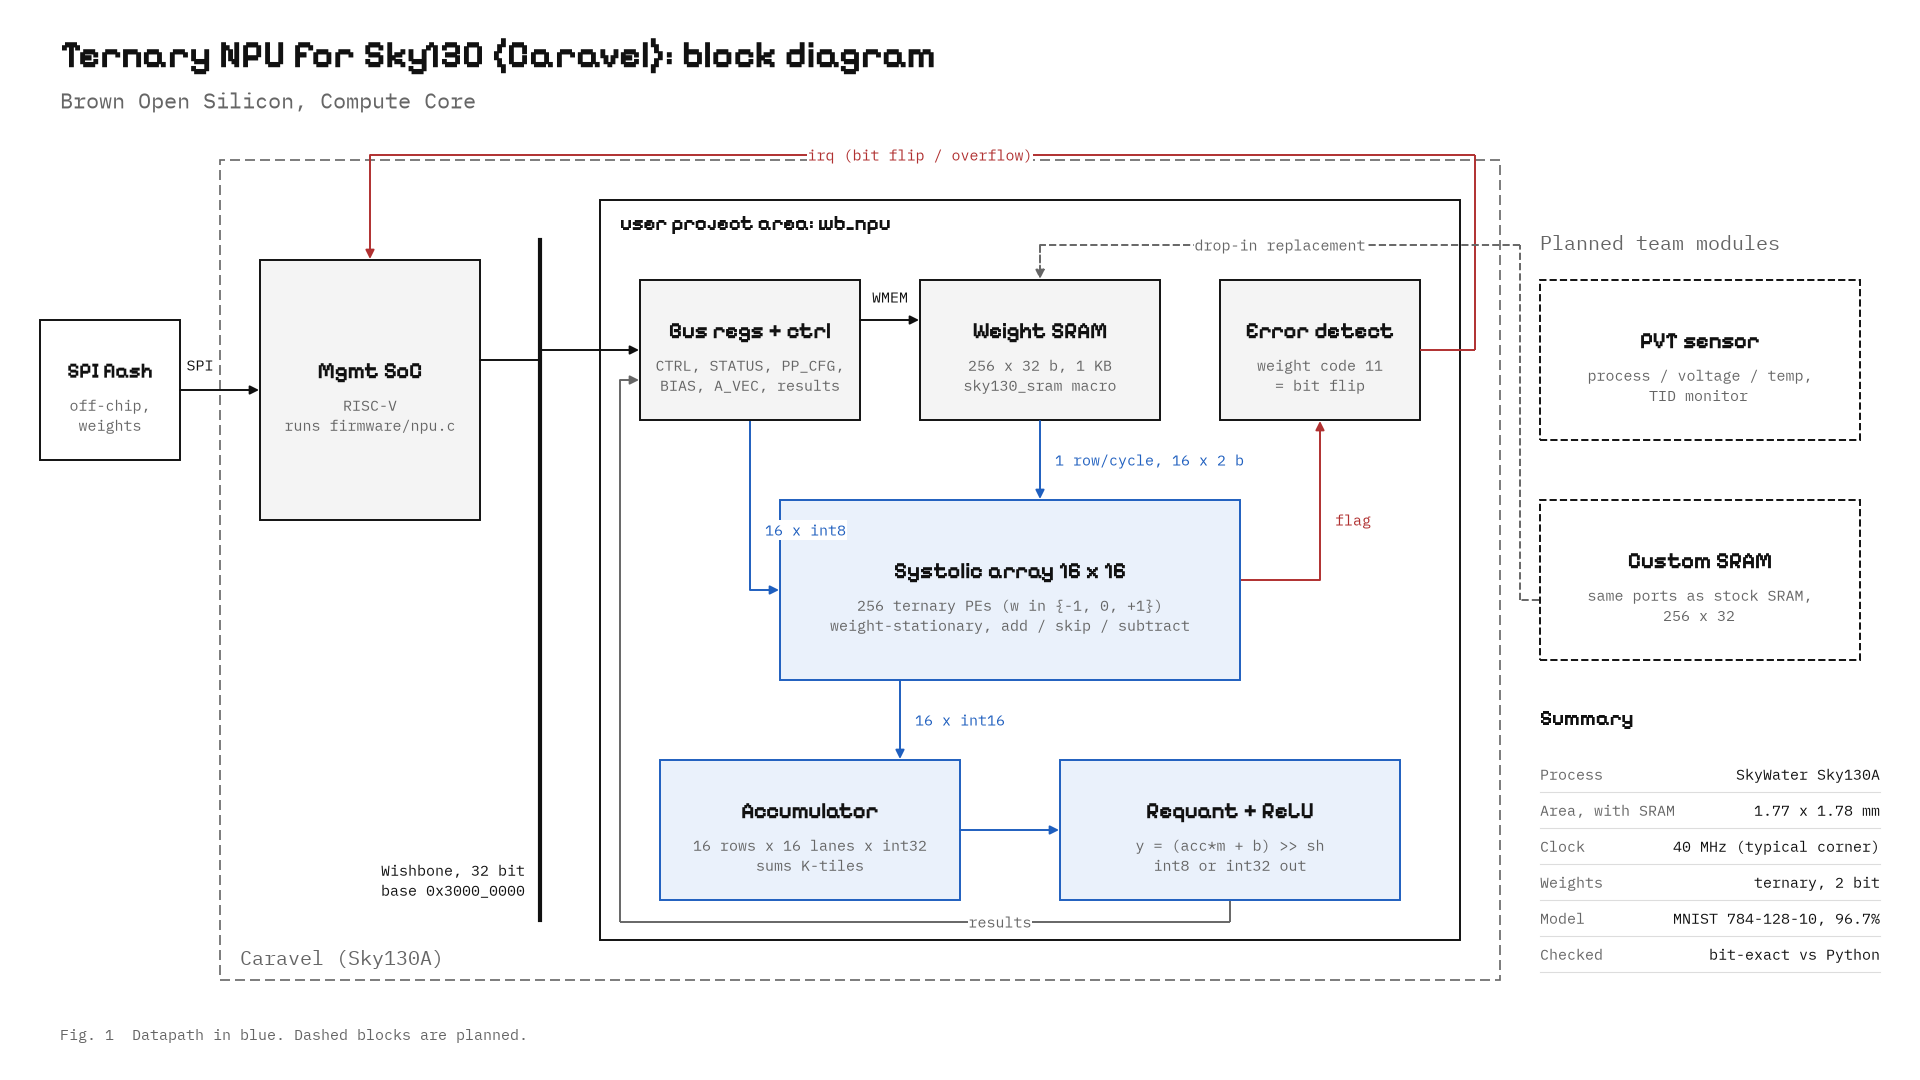 Ternary NPU for Sky130 (Caravel): block diagram
Brown Open Silicon, Compute Core
irq (bit flip / overflow)
user project area: wb_npu
drop-in replacement
Planned team modules
SPI flash
off-chip,
weights
SPI
Mgmt SoC
RISC-V
runs firmware/npu.c
Bus regs + ctrl
CTRL, STATUS, PP_CFG,
BIAS, A_VEC, results
WMEM
Weight SRAM
256 x 32 b, 1 KB
sky130_sram macro
Error detect
weight code 11
= bit flip
PVT sensor
process / voltage / temp,
TID monitor
1 row/cycle, 16 x 2 b
16 x int8
flag
Systolic array 16 x 16
256 ternary PEs (w in {-1, 0, +1})
weight-stationary, add / skip / subtract
Custom SRAM
same ports as stock SRAM,
256 x 32
16 x int16
Accumulator
16 rows x 16 lanes x int32
sums K-tiles
Requant + ReLU
y = (acc*m + b) >> sh
int8 or int32 out
results
Wishbone, 32 bit
base 0x3000_0000
Caravel (Sky130A)
Summary
Process SkyWater Sky130A
Area, with SRAM 1.77 x 1.78 mm
Clock 40 MHz (typical corner)
Weights ternary, 2 bit
Model MNIST 784-128-10, 96.7%
Checked bit-exact vs Python
Fig. 1 Datapath in blue. Dashed blocks are planned.